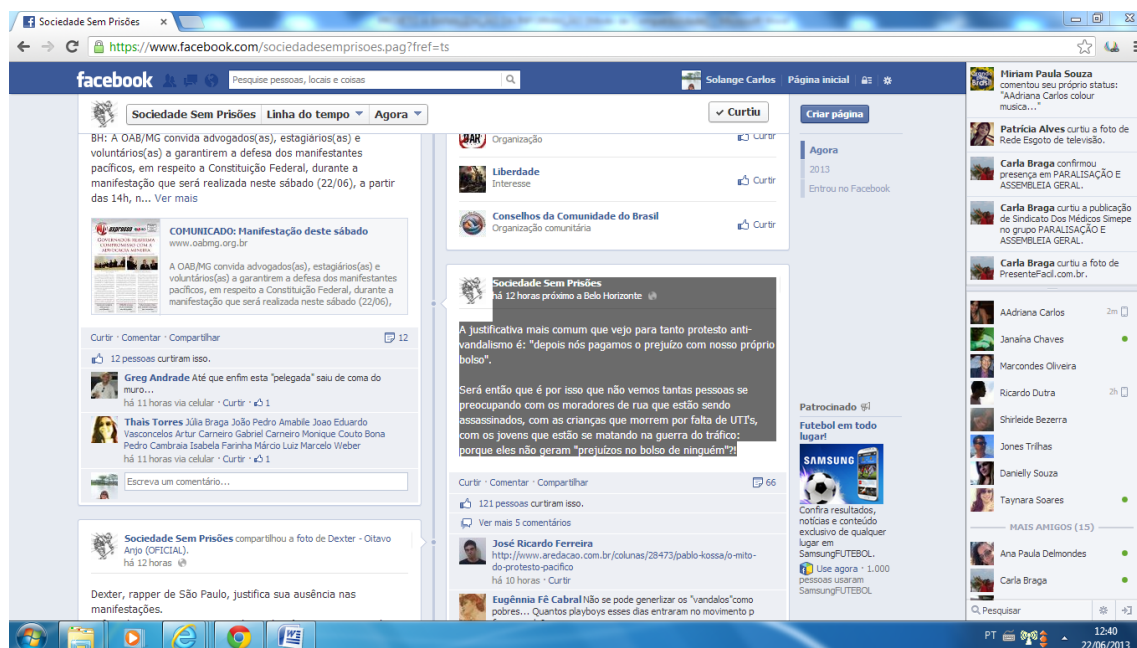 Sociedade Sem Prisões
https://www.facebook.com/sociedadesemprisoes.pag?fref=ts
facebook
Pesquise pessoas, locais e coisas
Solange Carlos
Página inicial
Sociedade Sem Prisões
Linha do tempo
Agora
Curtiu
BH: A OAB/MG convida advogados(as), estagiários(as) e
voluntários(as) a garantirem a defesa dos manifestantes
pacíficos, em respeito a Constituição Federal, durante a
manifestação que será realizada neste sábado (22/06), a partir
das 14h, n... Ver mais
COMUNICADO: Manifestação deste sábado
www.oabmg.org.br
A OAB/MG convida advogados(as), estagiários(as) e
voluntários(as) a garantirem a defesa dos manifestantes
pacíficos, em respeito a Constituição Federal, durante a
manifestação que será realizada neste sábado (22/06),
Curtir · Comentar · Compartilhar
12
12 pessoas curtiram isso.
Greg Andrade Até que enfim esta "pelegada" saiu de coma do
muro...
há 11 horas via celular · Curtir · 1
Thais Torres Júlia Braga João Pedro Amabile Joao Eduardo
Vasconcelos Artur Carneiro Gabriel Carneiro Monique Couto Bona
Pedro Cambraia Isabela Farinha Márcio Luiz Marcelo Weber
há 11 horas via celular · Curtir · 1
Escreva um comentário...
Sociedade Sem Prisões compartilhou a foto de Dexter - Oitavo
Anjo (OFICIAL).
há 12 horas
Dexter, rapper de São Paulo, justifica sua ausência nas
manifestações.
Organização
Curtir
Liberdade
Interesse
Curtir
Conselhos da Comunidade do Brasil
Organização comunitária
Curtir
Sociedade Sem Prisões
há 12 horas próximo a Belo Horizonte
A justificativa mais comum que vejo para tanto protesto anti-
vandalismo é: "depois nós pagamos o prejuízo com nosso próprio
bolso".
Será então que é por isso que não vemos tantas pessoas se
preocupando com os moradores de rua que estão sendo
assassinados, com as crianças que morrem por falta de UTI's,
com os jovens que estão se matando na guerra do tráfico:
porque eles não geram "prejuízos no bolso de ninguém"?!
Curtir · Comentar · Compartilhar
66
121 pessoas curtiram isso.
Ver mais 5 comentários
José Ricardo Ferreira
http://www.aredacao.com.br/colunas/28473/pablo-kossa/o-mito-
do-protesto-pacifico
há 10 horas · Curtir
Eugênnia Fê Cabral Não se pode generlizar os "vandalos"como
pobres... Quantos playboys esses dias entraram no movimento p
Criar página
Agora
2013
Entrou no Facebook
Patrocinado
Futebol em todo
lugar!
SAMSUNG
Confira resultados,
notícias e conteúdo
exclusivo de qualquer
lugar em
SamsungFUTEBOL.
Use agora · 1.000
pessoas usaram
SamsungFUTEBOL
Miriam Paula Souza
comentou seu próprio status:
"AAdriana Carlos colour
musica..."
Patrícia Alves curtiu a foto de
Rede Esgoto de televisão.
Carla Braga confirmou
presença em PARALISAÇÃO E
ASSEMBLEIA GERAL.
Carla Braga curtiu a publicação
de Sindicato Dos Médicos Simepe
no grupo PARALISAÇÃO E
ASSEMBLEIA GERAL.
Carla Braga curtiu a foto de
PresenteFacil.com.br.
AAdriana Carlos
2m
Janaína Chaves
Marcondes Oliveira
Ricardo Dutra
2h
Shirleide Bezerra
Jones Trilhas
Danielly Souza
Taynara Soares
MAIS AMIGOS (15)
Ana Paula Delmondes
Carla Braga
Pesquisar
PT
12:40
22/06/2013